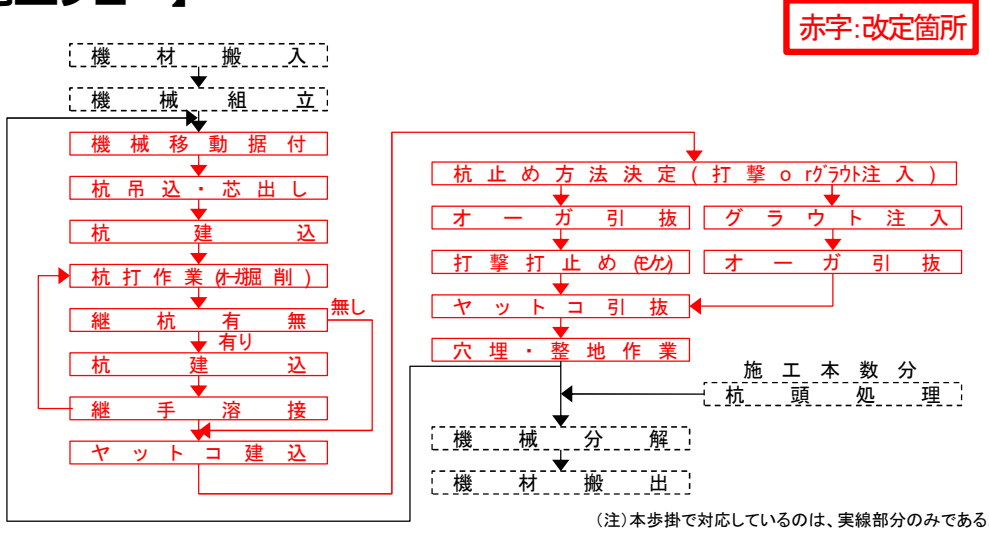 赤字:改定箇所
機材搬入
機械組立
機械移動据付
杭吊込・芯出し
杭建込
杭打作業(オーガ掘削)
継杭有無
無し
有り
杭建込
継手溶接
ヤットコ建込
杭止め方法決定(打撃orグラウト注入)
オーガ引抜
グラウト注入
打撃打止め(モンケン)
オーガ引抜
ヤットコ引抜
穴埋・整地作業
施工本数分
杭頭処理
機械分解
機材搬出
(注)本歩掛で対応しているのは、実線部分のみである